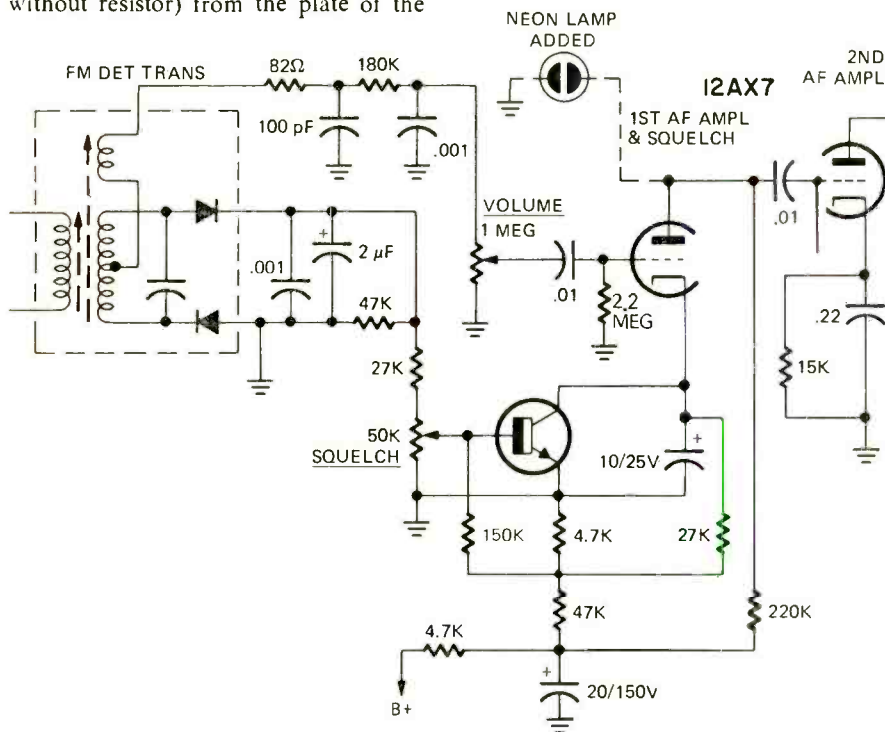 without resistor) from the plate of the
NEON LAMP
ADDED
2ND
AF AMPL
FM DET TRANS
82Ω
180K
12AX7
1ST AF AMPL
& SQUELCH
100 pF
.001
.01
VOLUME
1 MEG
.001
2 µF
.01
2.2
MEG
.22
47K
27K
15K
50K
SQUELCH
10/25V
150K
4.7K
27K
47K
220K
4.7K
20/150V
B+